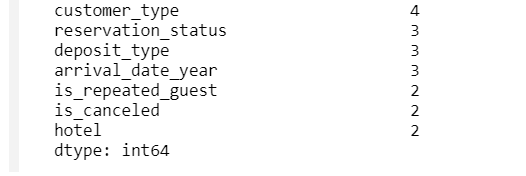 customer_type 4
reservation_status 3
deposit_type 3
arrival_date_year 3
is_repeated_guest 2
is_canceled 2
hotel 2
dtype: int64